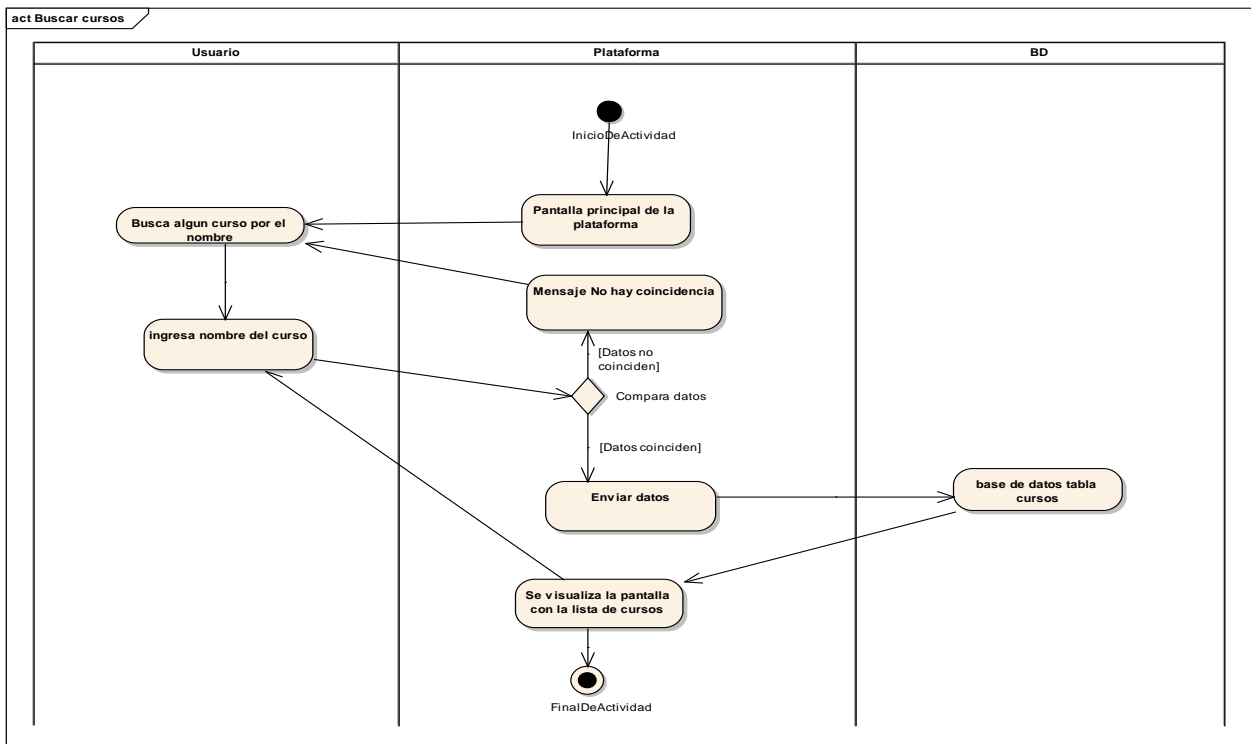 act Buscar cursos
Usuario
Plataforma
BD
InicioDeActividad
Pantalla principal de la
plataforma
Busca algun curso por el
nombre
Mensaje No hay coincidencia
ingresa nombre del curso
[Datos no
coinciden]
Compara datos
[Datos coinciden]
Enviar datos
base de datos tabla
cursos
Se visualiza la pantalla
con la lista de cursos
FinalDeActividad